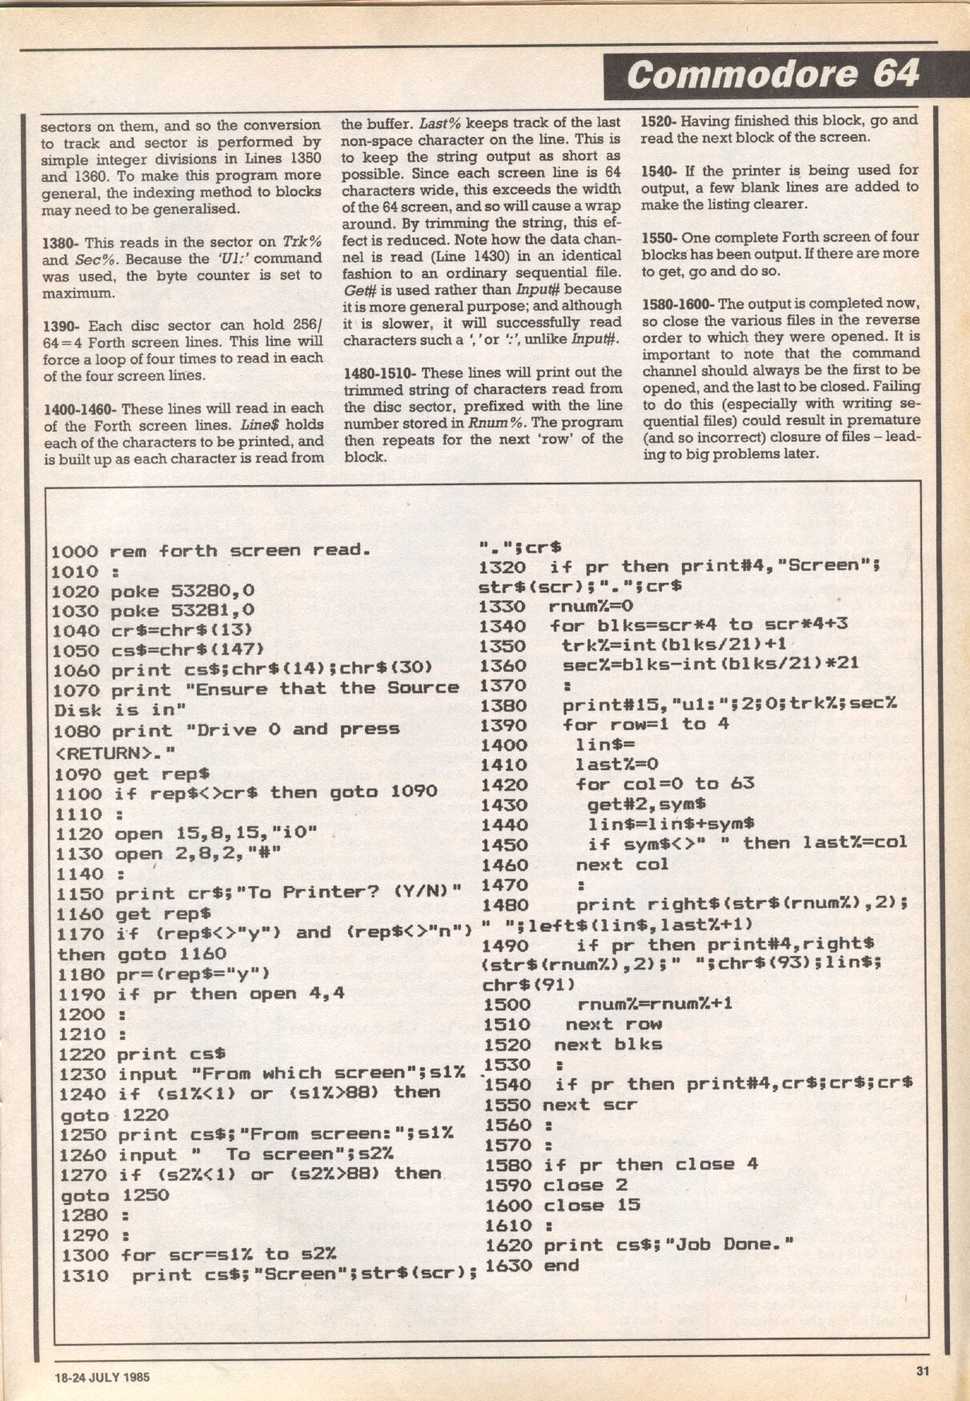 Commodore 64
sectors on them, and so the conversion
to track and sector is performed by
simple integer divisions in Lines 1350
and 1360. To make this program more
general, the indexing method to blocks
may need to be generalised.
1380- This reads in the sector on Trk%
and Sec%. Because the 'U1:' command
was used, the byte counter is set to
maximum.
1390- Each disc sector can hold 256/
64=4 Forth screen lines. This line will
force a loop of four times to read in each
of the four screen lines.
1400-1460- These lines will read in each
of the Forth screen lines. Line$ holds
each of the characters to be printed, and
is built up as each character is read from
the buffer. Last% keeps track of the last
non-space character on the line. This is
to keep the string output as short as
possible. Since each screen line is 64
characters wide, this exceeds the width
of the 64 screen, and so will cause a wrap
around. By trimming the string, this ef-
fect is reduced. Note how the data chan-
nel is read (Line 1430) in an identical
fashion to an ordinary sequential file.
Get# is used rather than Input# because
it is more general purpose; and although
it is slower, it will successfully read
characters such a ',' or ':', unlike Input#.
1480-1510- These lines will print out the
trimmed string of characters read from
the disc sector, prefixed with the line
number stored in Rnum%. The program
then repeats for the next 'row' of the
block.
1520- Having finished this block, go and
read the next block of the screen.
1540- If the printer is being used for
output, a few blank lines are added to
make the listing clearer.
1550- One complete Forth screen of four
blocks has been output. If there are more
to get, go and do so.
1580-1600- The output is completed now,
so close the various files in the reverse
order to which they were opened. It is
important to note that the command
channel should always be the first to be
opened, and the last to be closed. Failing
to do this (especially with writing se-
quential files) could result in premature
(and so incorrect) closure of files – lead-
ing to big problems later.
1000 rem forth screen read.
1010 :
1020 poke 53280,0
1030 poke 53281,0
1040 cr$=chr$(13)
1050 cs$=chr$(147)
1060 print cs$;chr$(14);chr$(30)
1070 print "Ensure that the Source
Disk is in"
1080 print "Drive 0 and press
<RETURN>."
1090 get rep$
1100 if rep$<>cr$ then goto 1090
1110 :
1120 open 15,8,15,"i0"
1130 open 2,8,2,"#"
1140 :
1150 print cr$;"To Printer? (Y/N)"
1160 get rep$
1170 if (rep$<>"y") and (rep$<>"n")
then goto 1160
1180 pr=(rep$="y")
1190 if pr then open 4,4
1200 :
1210 :
1220 print cs$
1230 input "From which screen";s1%
1240 if (s1%<1) or (s1%>88) then
goto 1220
1250 print cs$;"From screen:";s1%
1260 input "  To screen";s2%
1270 if (s2%<1) or (s2%>88) then
goto 1250
1280 :
1290 :
1300 for scr=s1% to s2%
1310  print cs$;"Screen";str$(scr);
".";cr$
1320  if pr then print#4,"Screen";
str$(scr);".";cr$
1330  rnum%=0
1340  for blks=scr*4 to scr*4+3
1350   trk%=int(blks/21)+1
1360   sec%=blks-int(blks/21)*21
1370   :
1380   print#15,"u1:";2;0;trk%;sec%
1390   for row=1 to 4
1400    lin$=
1410    last%=0
1420    for col=0 to 63
1430     get#2,sym$
1440     lin$=lin$+sym$
1450     if sym$<>" " then last%=col
1460    next col
1470    :
1480    print right$(str$(rnum%),2);
" ";left$(lin$,last%+1)
1490    if pr then print#4,right$
(str$(rnum%),2);" ";chr$(93);lin$;
chr$(91)
1500    rnum%=rnum%+1
1510   next row
1520  next blks
1530  :
1540  if pr then print#4,cr$;cr$;cr$
1550 next scr
1560 :
1570 :
1580 if pr then close 4
1590 close 2
1600 close 15
1610 :
1620 print cs$;"Job Done."
1630 end
18-24 JULY 1985
31